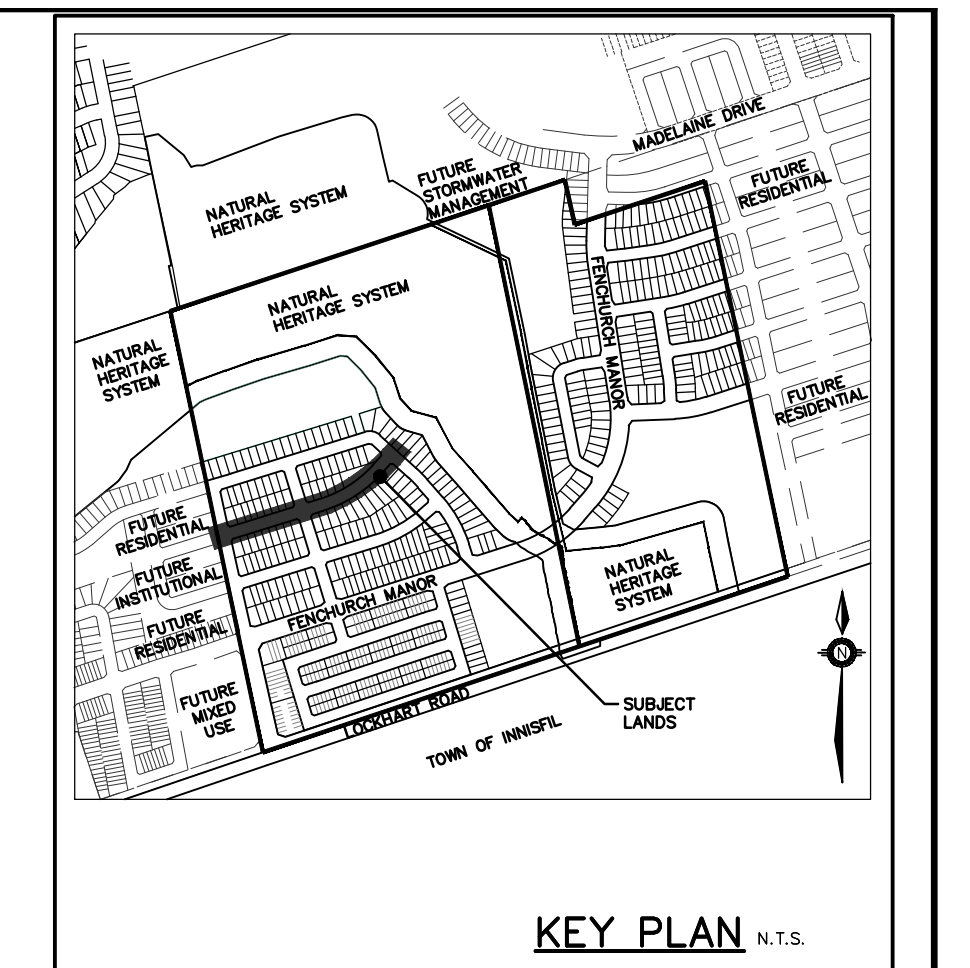 MADELAINE DRIVE
FUTURE
STORMWATER
MANAGEMENT
FUTURE
RESIDENTIAL
NATURAL
HERITAGE SYSTEM
NATURAL
HERITAGE SYSTEM
FENCHURCH MANOR
NATURAL
HERITAGE
SYSTEM
FUTURE
RESIDENTIAL
FUTURE
RESIDENTIAL
FUTURE
INSTITUTIONAL
NATURAL
HERITAGE
SYSTEM
FENCHURCH MANOR
FUTURE
RESIDENTIAL
N
FUTURE
MIXED
USE
LOCKHART ROAD
SUBJECT
LANDS
TOWN OF INNISFIL
KEY PLAN N.T.S.